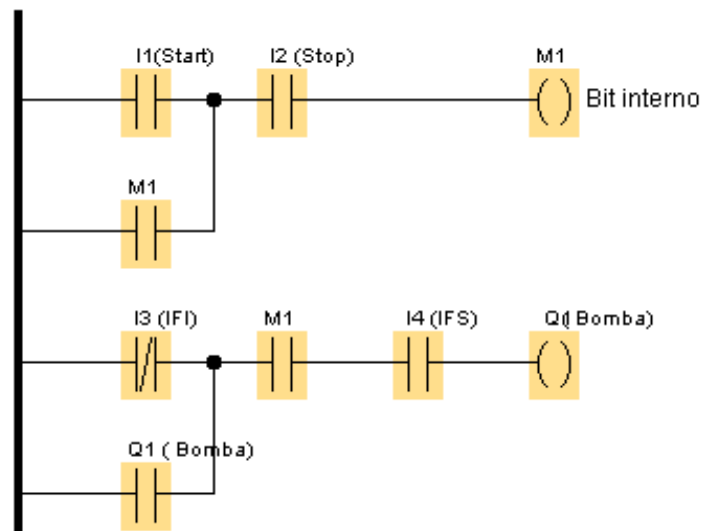 I1(Start)
I2 (Stop)
M1
Bit interno
M1
I3 (IFI)
M1
I4 (IFS)
Q( Bomba)
Q1 ( Bomba)